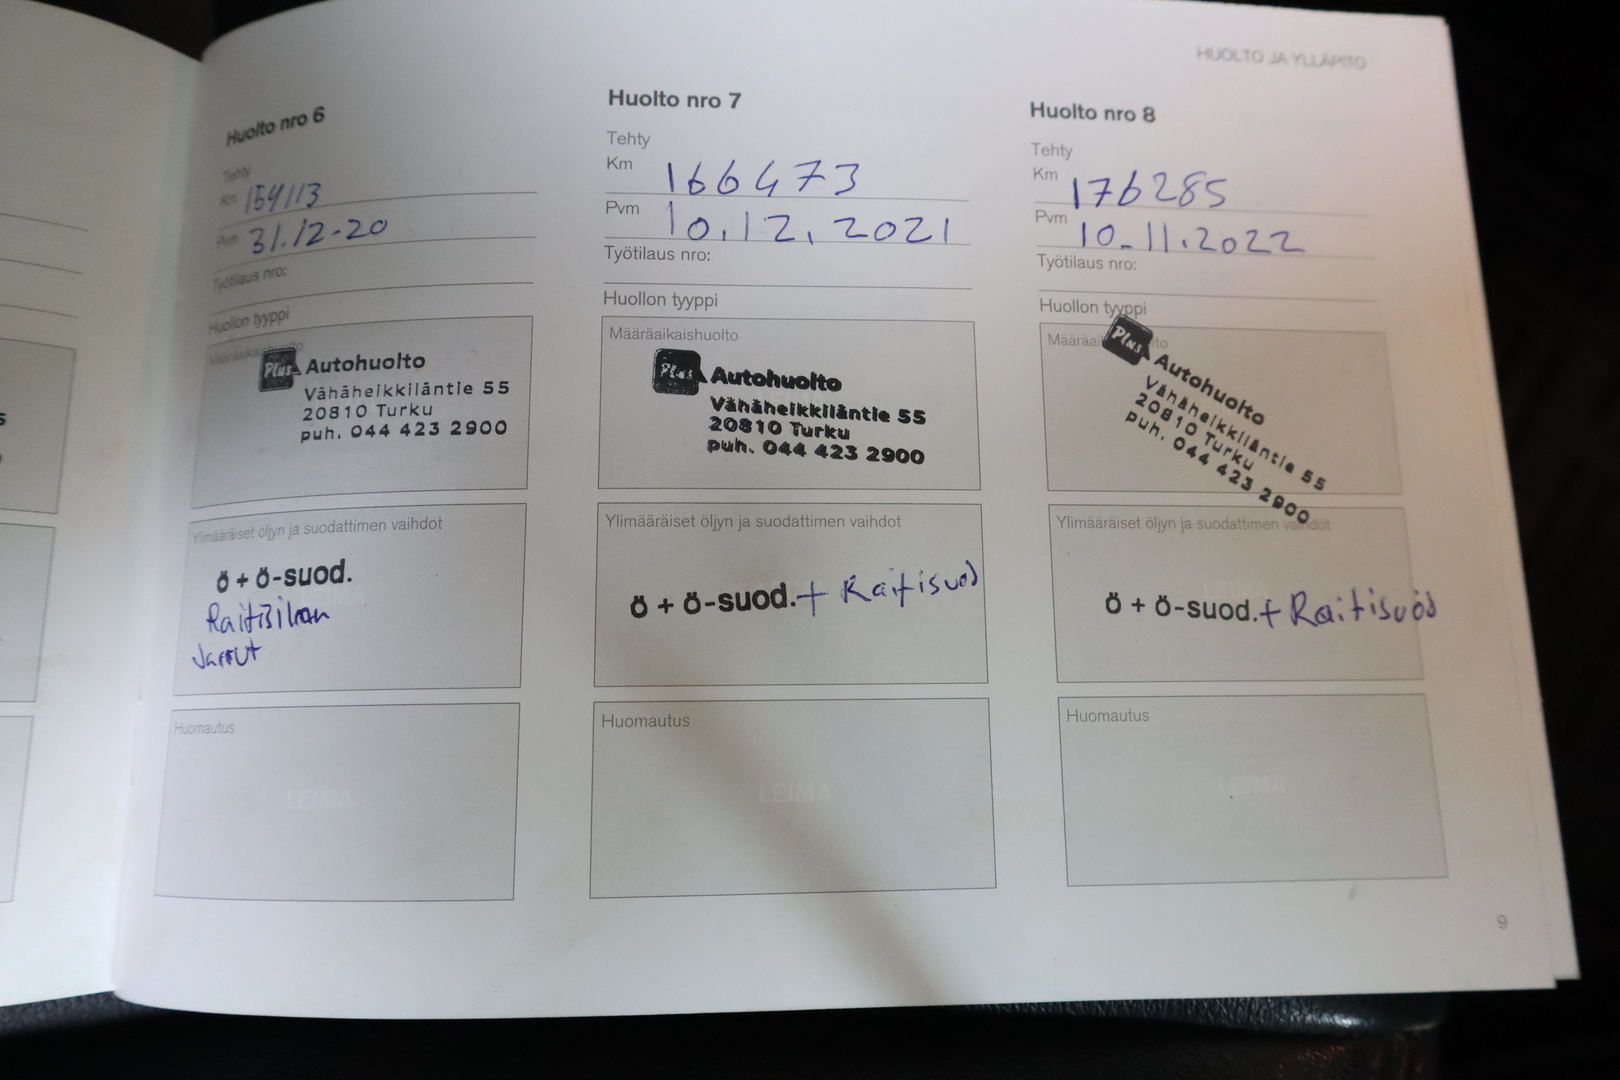 HUOLTO JA YLLÄPITO
Huolto nro 6
Tehty
Km 154113
Pvm 31.12-20
Työtilaus nro:
Huollon tyyppi
Määräaikaishuolto
Plus Autohuolto
Vähäheikkiläntie 55
20810 Turku
puh. 044 423 2900
Ylimääräiset öljyn ja suodattimen vaihdot
ö + ö-suod.
LEIMA
Jarrut
Huomautus
LEIMA
Huolto nro 7
Tehty
Km 166473
Pvm 10.12.2021
Työtilaus nro:
Huollon tyyppi
Määräaikaishuolto
Plus Autohuolto
Vähäheikkiläntie 55
20810 Turku
puh. 044 423 2900
Ylimääräiset öljyn ja suodattimen vaihdot
ö + ö-suod. + Raitisuod
Huomautus
LEIMA
Huolto nro 8
Tehty
Km 176285
Pvm 10.11.2022
Työtilaus nro:
Huollon tyyppi
Plus Autohuolto
Vähäheikkiläntie 55
20810 Turku
puh. 044 423 2900
Ylimääräiset öljyn ja suodattimen vaihdot
ö + ö-suod. + Raitisuod
Huomautus
LEIMA
9